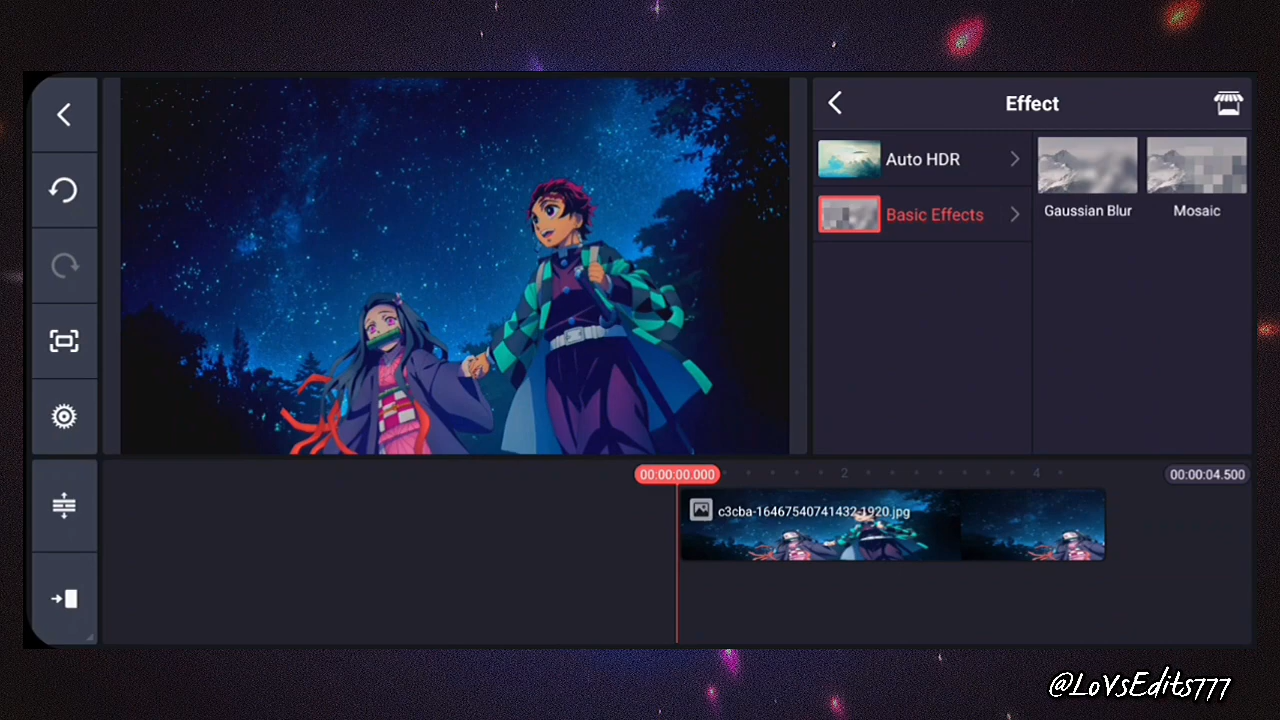 Effect
Auto HDR
Basic Effects
Gaussian Blur
Mosaic
00:00:00.000
2
4
00:00:04.500
c3cba-16467540741432-1920.jpg
@LoVsEdits777